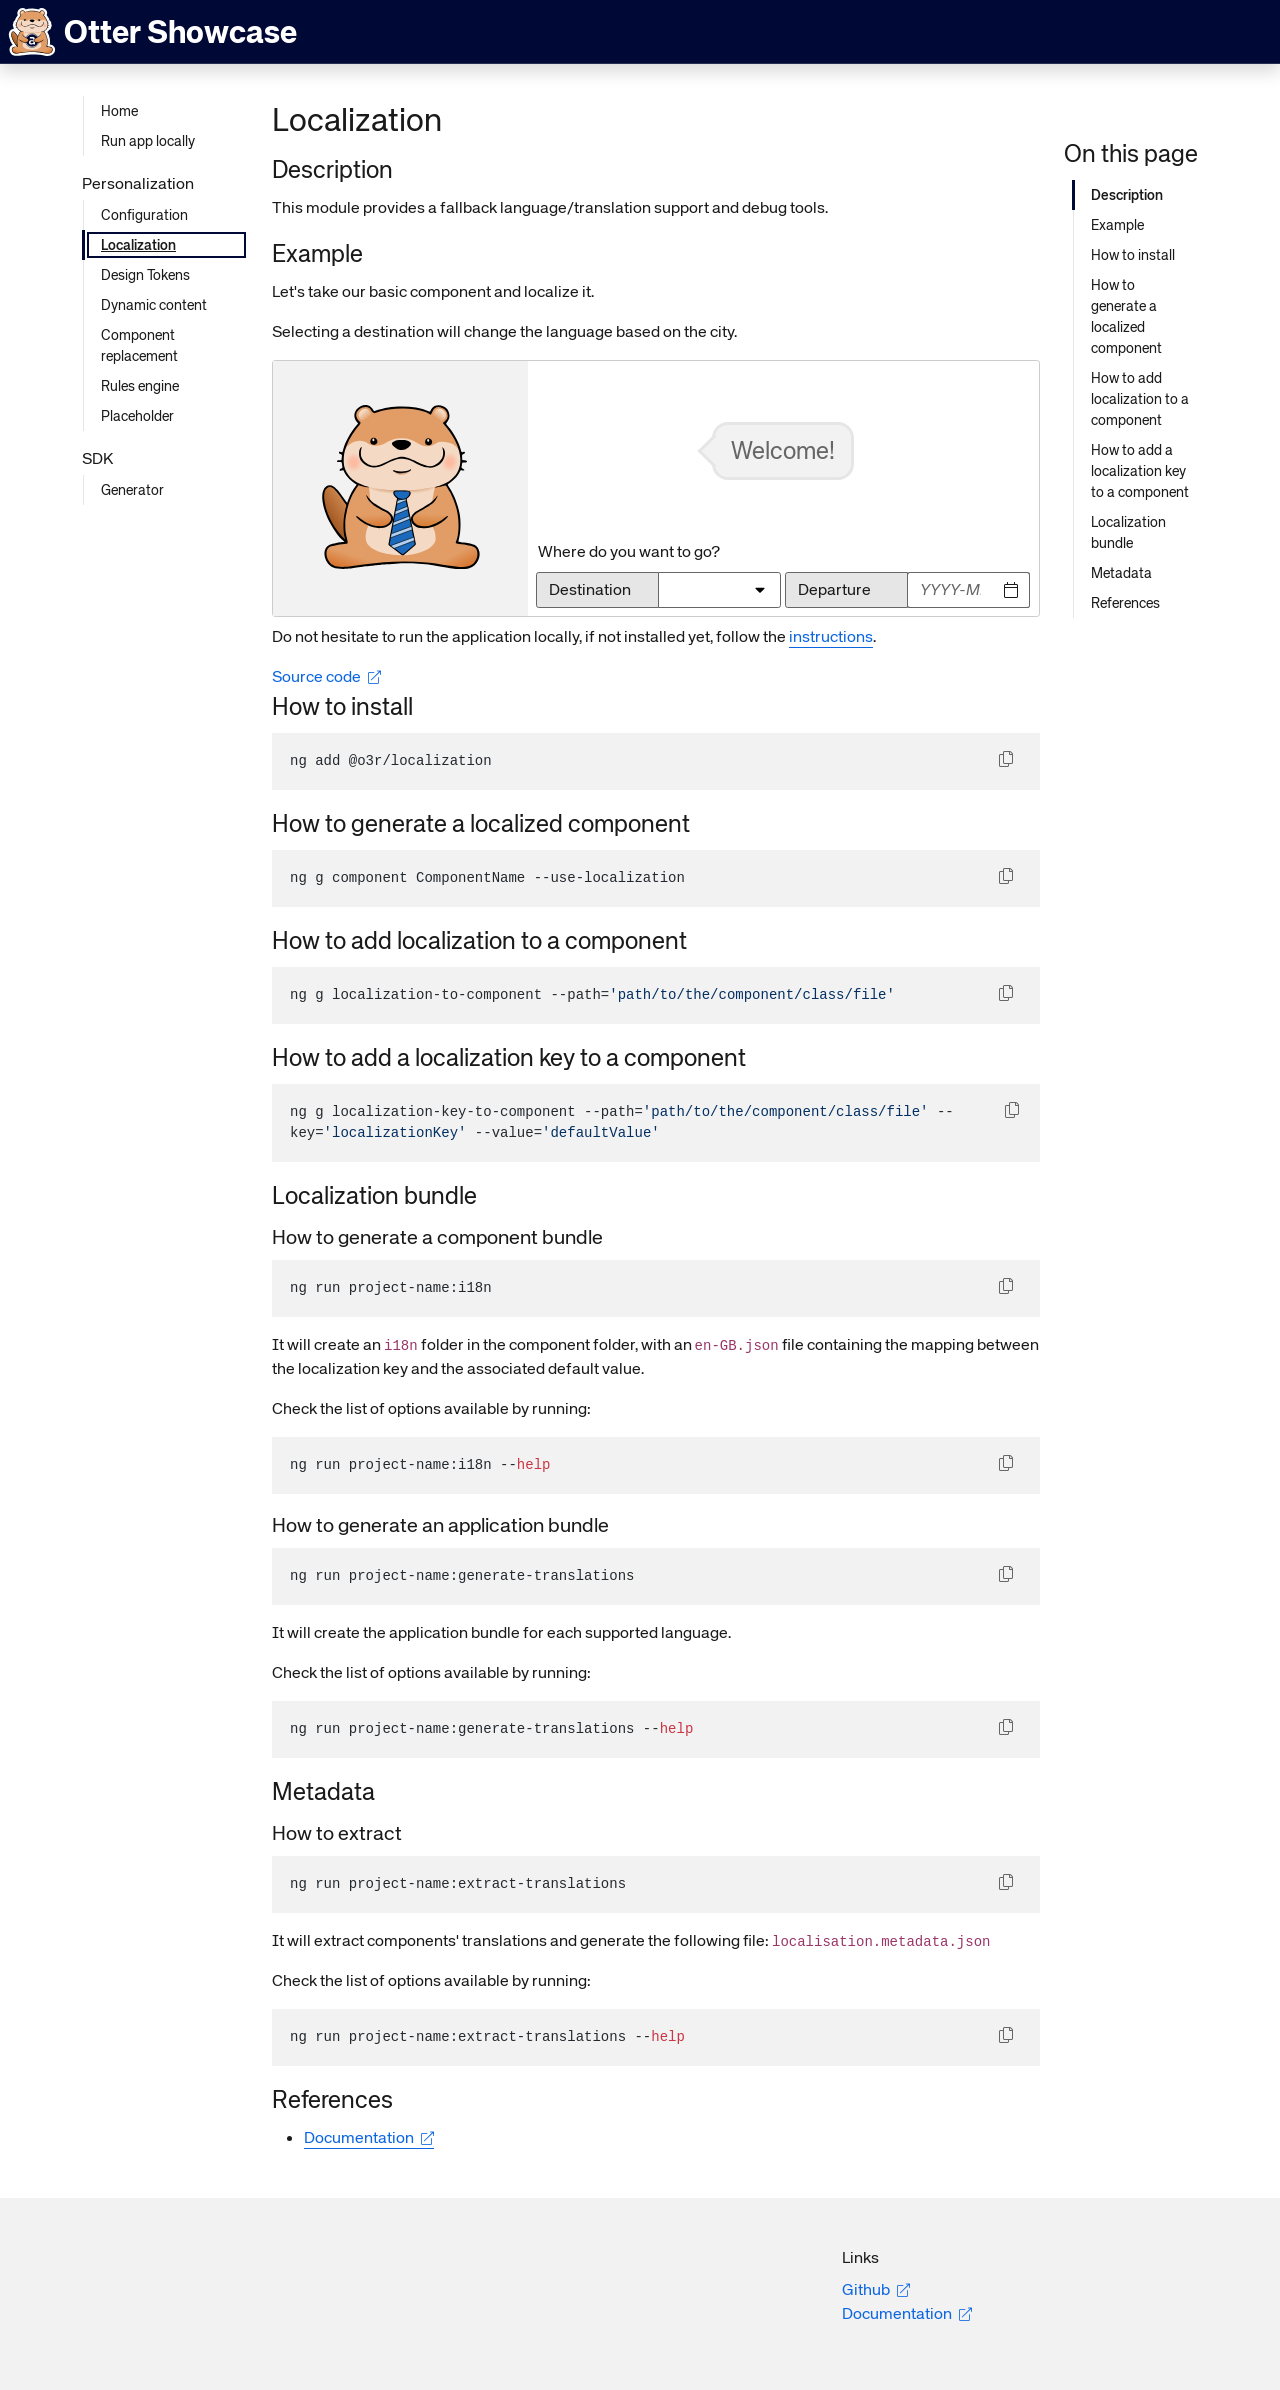 Otter Showcase
Home
Run app locally
Personalization
Configuration
Localization
Design Tokens
Dynamic content
Component
replacement
Rules engine
Placeholder
SDK
Generator
Localization
Description
This module provides a fallback language/translation support and debug tools.
Example
Let's take our basic component and localize it.
Selecting a destination will change the language based on the city.
Welcome!
Where do you want to go?
Destination
Departure
YYYY-M
Do not hesitate to run the application locally, if not installed yet, follow the instructions.
Source code
How to install
ng add @o3r/localization
How to generate a localized component
ng g component ComponentName --use-localization
How to add localization to a component
ng g localization-to-component --path='path/to/the/component/class/file'
How to add a localization key to a component
ng g localization-key-to-component --path='path/to/the/component/class/file' --
key='localizationKey' --value='defaultValue'
Localization bundle
How to generate a component bundle
ng run project-name:i18n
It will create an i18n folder in the component folder, with an en-GB.json file containing the mapping between
the localization key and the associated default value.
Check the list of options available by running:
ng run project-name:i18n --help
How to generate an application bundle
ng run project-name:generate-translations
It will create the application bundle for each supported language.
Check the list of options available by running:
ng run project-name:generate-translations --help
Metadata
How to extract
ng run project-name:extract-translations
It will extract components' translations and generate the following file: localisation.metadata.json
Check the list of options available by running:
ng run project-name:extract-translations --help
References
Documentation
On this page
Description
Example
How to install
How to
generate a
localized
component
How to add
localization to a
component
How to add a
localization key
to a component
Localization
bundle
Metadata
References
Links
Github
Documentation